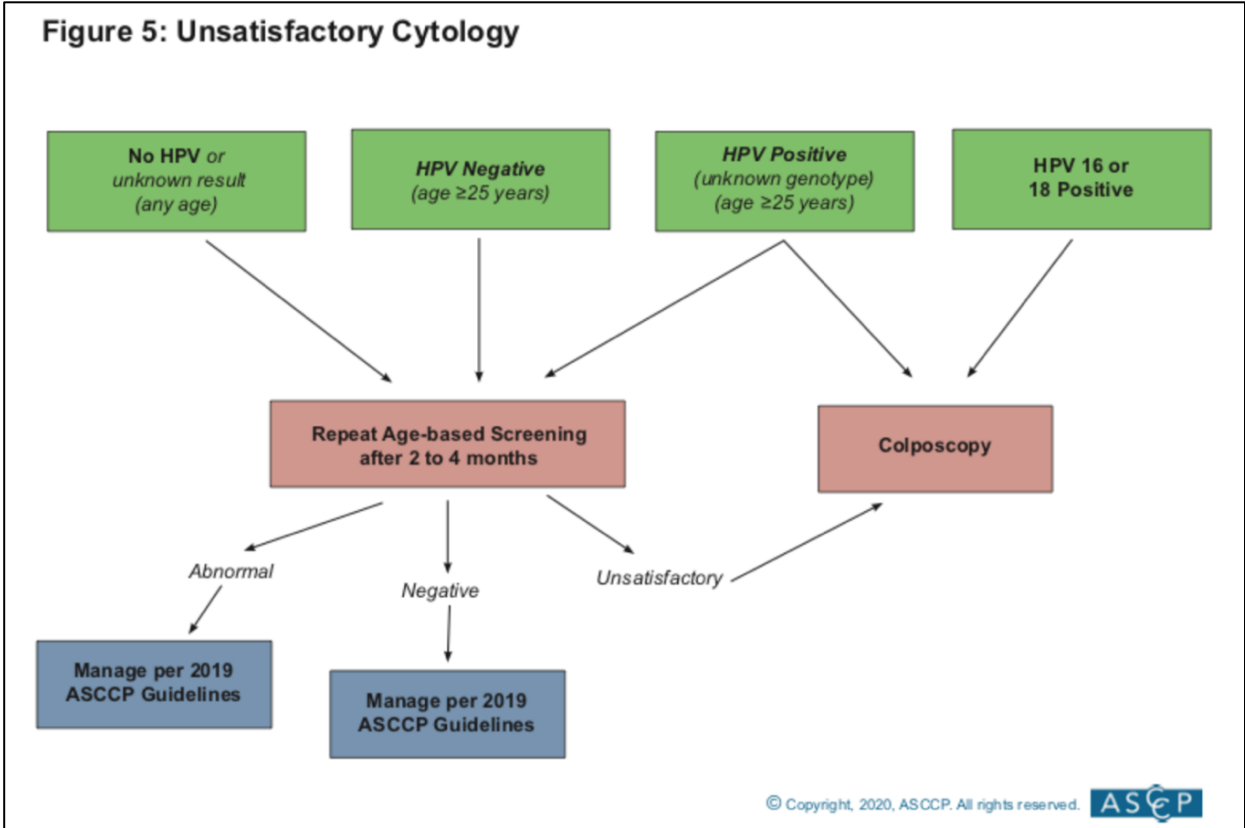 Figure 5: Unsatisfactory Cytology
No HPV or
unknown result
(any age)
HPV Negative
(age ≥25 years)
HPV Positive
(unknown genotype)
(age ≥25 years)
HPV 16 or
18 Positive
Repeat Age-based Screening
after 2 to 4 months
Colposcopy
Abnormal
Negative
Unsatisfactory
Manage per 2019
ASCCP Guidelines
Manage per 2019
ASCCP Guidelines
© Copyright, 2020, ASCCP. All rights reserved.
ASCCP